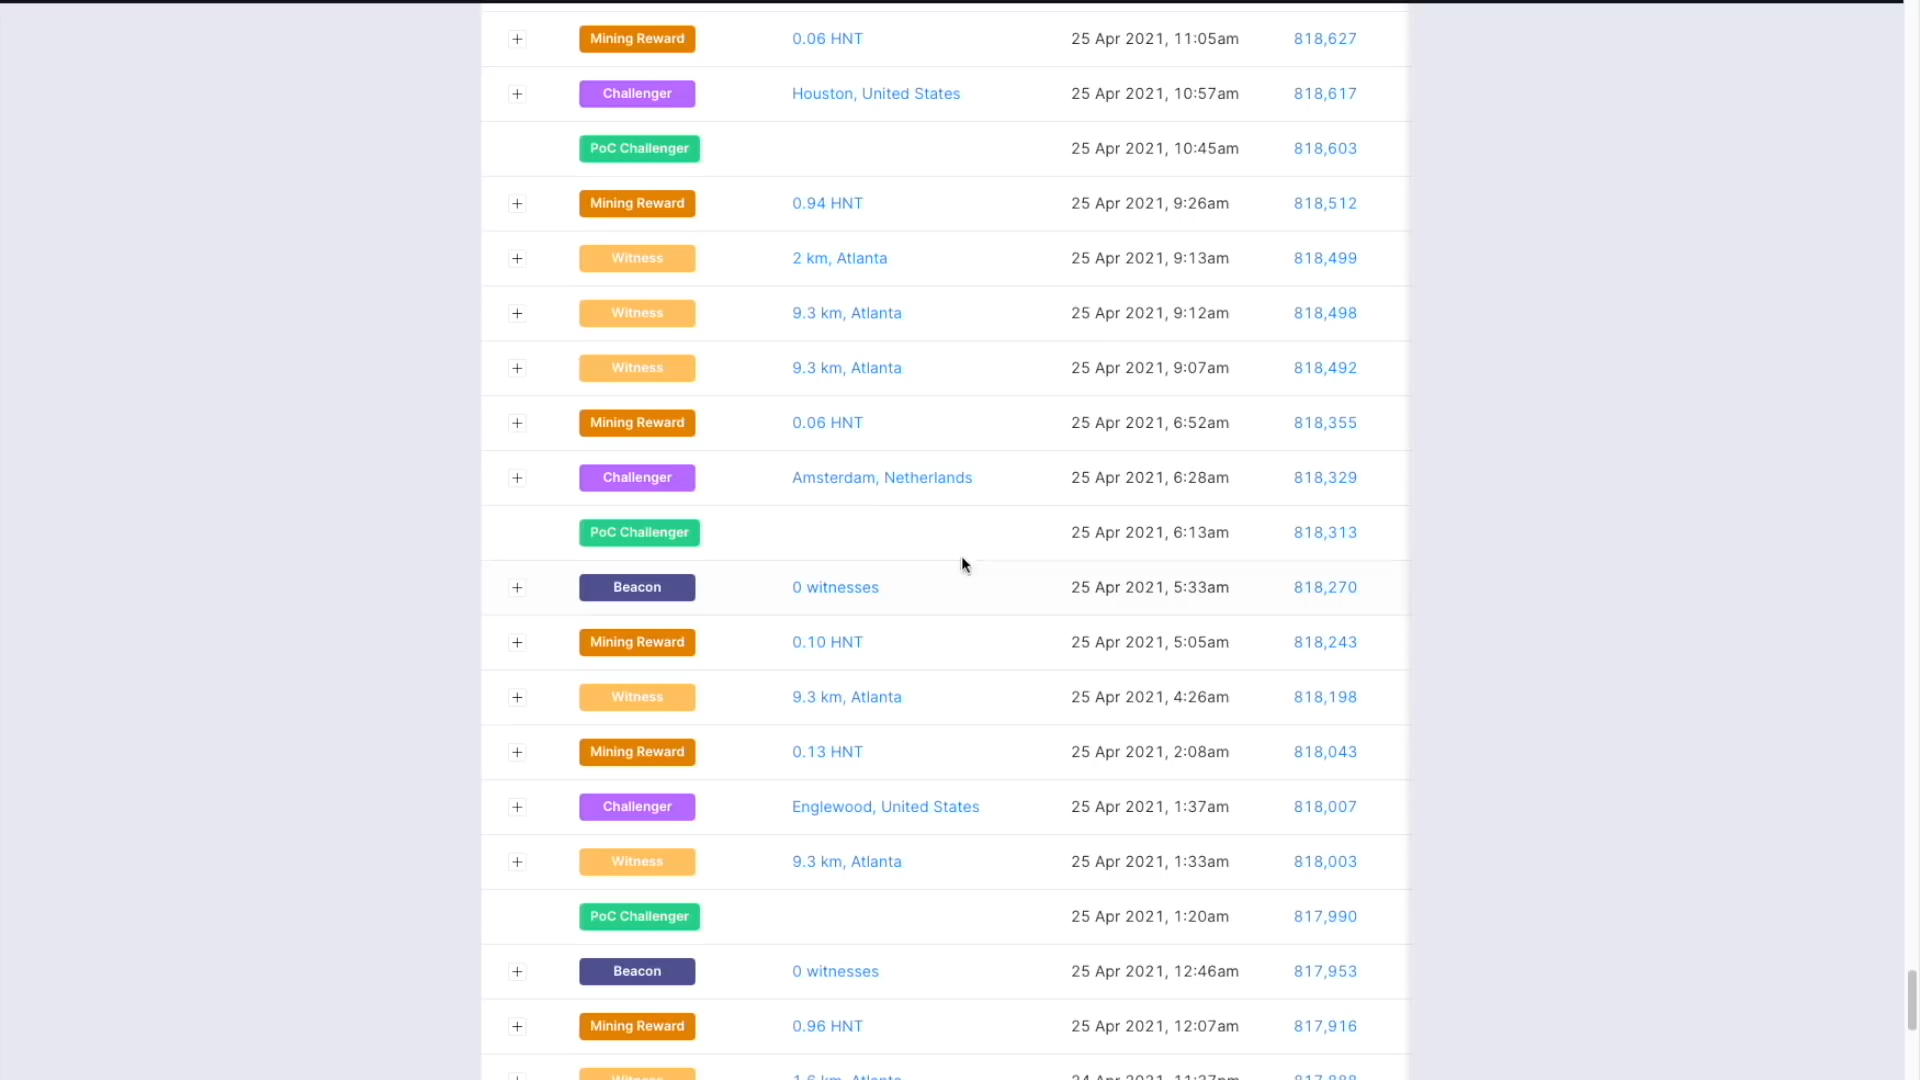 + Mining Reward 0.06 HNT 25 Apr 2021, 11:05am 818,627
+ Challenger Houston, United States 25 Apr 2021, 10:57am 818,617
PoC Challenger 25 Apr 2021, 10:45am 818,603
+ Mining Reward 0.94 HNT 25 Apr 2021, 9:26am 818,512
+ Witness 2 km, Atlanta 25 Apr 2021, 9:13am 818,499
+ Witness 9.3 km, Atlanta 25 Apr 2021, 9:12am 818,498
+ Witness 9.3 km, Atlanta 25 Apr 2021, 9:07am 818,492
+ Mining Reward 0.06 HNT 25 Apr 2021, 6:52am 818,355
+ Challenger Amsterdam, Netherlands 25 Apr 2021, 6:28am 818,329
PoC Challenger 25 Apr 2021, 6:13am 818,313
+ Beacon 0 witnesses 25 Apr 2021, 5:33am 818,270
+ Mining Reward 0.10 HNT 25 Apr 2021, 5:05am 818,243
+ Witness 9.3 km, Atlanta 25 Apr 2021, 4:26am 818,198
+ Mining Reward 0.13 HNT 25 Apr 2021, 2:08am 818,043
+ Challenger Englewood, United States 25 Apr 2021, 1:37am 818,007
+ Witness 9.3 km, Atlanta 25 Apr 2021, 1:33am 818,003
PoC Challenger 25 Apr 2021, 1:20am 817,990
+ Beacon 0 witnesses 25 Apr 2021, 12:46am 817,953
+ Mining Reward 0.96 HNT 25 Apr 2021, 12:07am 817,916